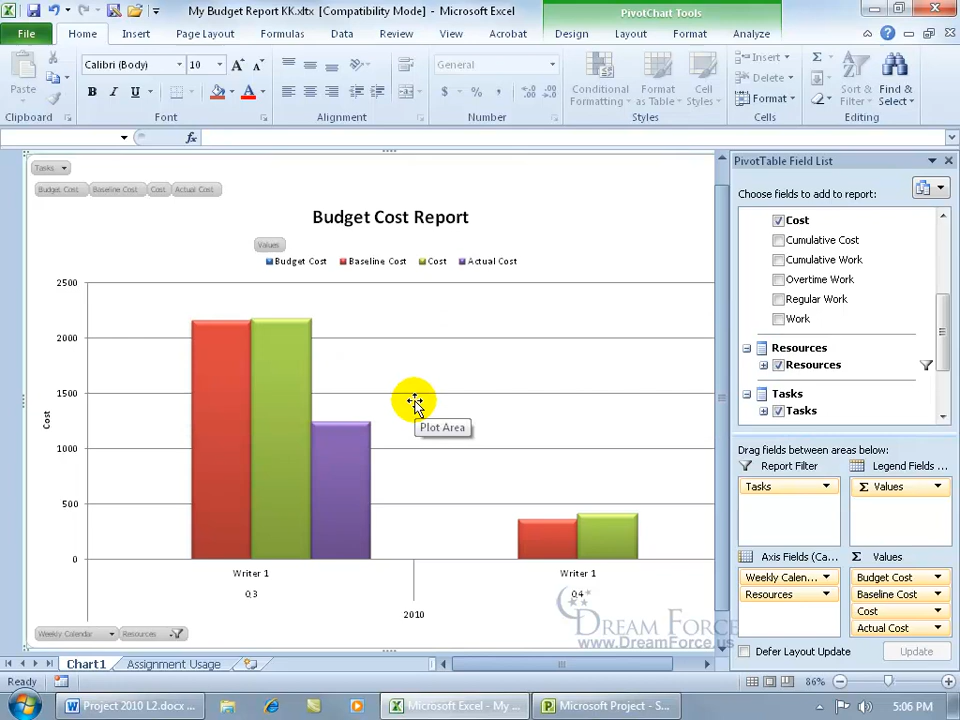 My Budget Report KK.xltx [Compatibility Mode] - Microsoft Excel
PivotChart Tools
File Home Insert Page Layout Formulas Data Review View Acrobat Design Layout Format Analyze
Calibri (Body) 10
General
Paste
B I U
$ % ,
Conditional Formatting
Format as Table
Cell Styles
Insert
Delete
Format
Σ
Sort & Filter
Find & Select
Clipboard Font Alignment Number Styles Cells Editing
fx
Tasks
Budget Cost Baseline Cost Cost Actual Cost
Budget Cost Report
Values
Budget Cost Baseline Cost Cost Actual Cost
2500
2000
1500
1000
500
0
Cost
Plot Area
Writer 1 Writer 1
Q3 Q4
2010
Weekly Calendar Resources
Dream Force
www.DreamForce.us
PivotTable Field List
Choose fields to add to report:
Cost
Cumulative Cost
Cumulative Work
Overtime Work
Regular Work
Work
Resources
Resources
Tasks
Tasks
Drag fields between areas below:
Report Filter Legend Fields ...
Tasks Σ Values
Axis Fields (Ca... Σ Values
Weekly Calen... Budget Cost
Resources Baseline Cost
Cost
Actual Cost
Defer Layout Update Update
Chart1 Assignment Usage
Ready 86%
Project 2010 L2.docx ... Microsoft Excel - My ... Microsoft Project - S... 5:06 PM